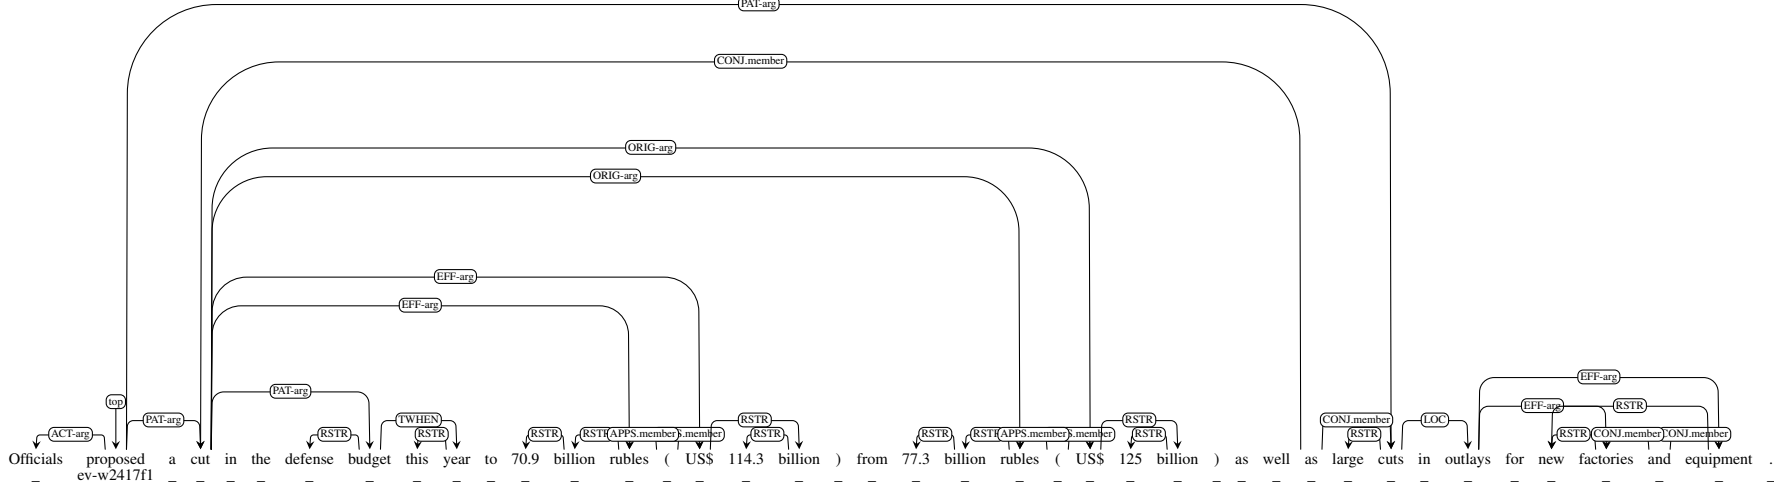 PAT-arg
CONJ.member
ORIG-arg
ORIG-arg
EFF-arg
EFF-arg
EFF-arg
PAT-arg
top
EFF-arg RSTR
PAT-arg TWHEN RSTR RSTR CONJ.member LOC
ACT-arg RSTR RSTR RSTR APPS.member RSTR RSTR APPS.member RSTR RSTR RSTR CONJ.member CONJ.member
Officials proposed a cut in the defense budget this year to 70.9 billion rubles ( US$ 114.3 billion ) from 77.3 billion rubles ( US$ 125 billion ) as well as large cuts in outlays for new factories and equipment .
_ ev-w2417f1 _ _ _ _ _ _ _ _ _ _ _ _ _ _ _ _ _ _ _ _ _ _ _ _ _ _ _ _ _ _ _ _ _ _ _ _ _ _ _